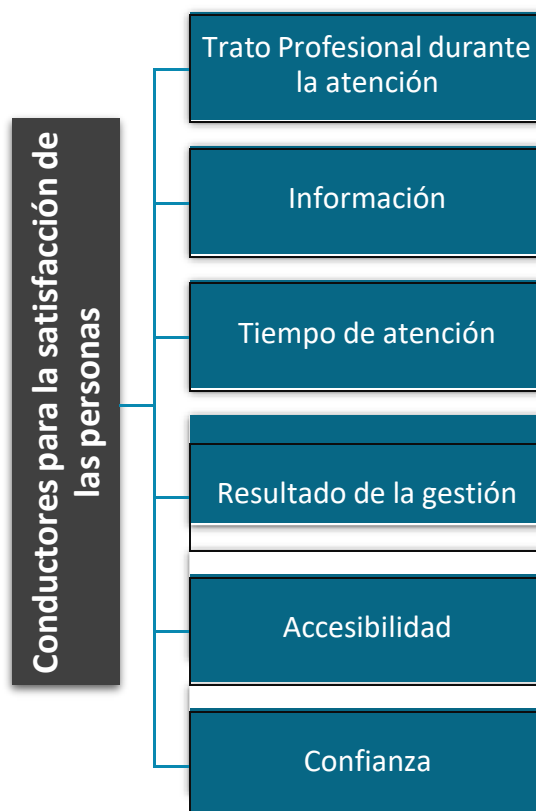 Conductores para la satisfacción de
las personas
Trato Profesional durante
la atención
Información
Tiempo de atención
Resultado de la gestión
Accesibilidad
Confianza